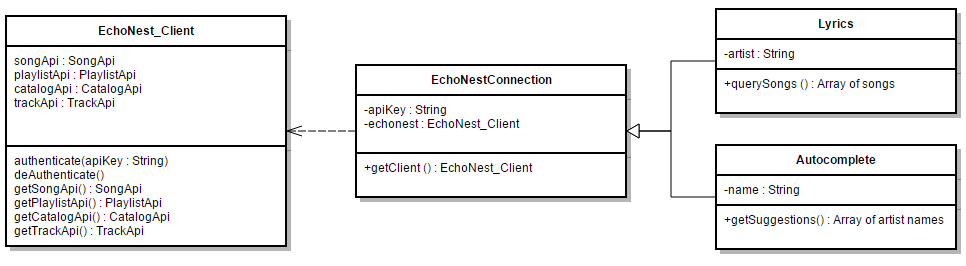 EchoNest_Client
songApi : SongApi
playlistApi : PlaylistApi
catalogApi : CatalogApi
trackApi : TrackApi
authenticate(apiKey : String)
deAuthenticate()
getSongApi() : SongApi
getPlaylistApi() : PlaylistApi
getCatalogApi() : CatalogApi
getTrackApi() : TrackApi
EchoNestConnection
-apiKey : String
-echonest : EchoNest_Client
+getClient () : EchoNest_Client
Lyrics
-artist : String
+querySongs () : Array of songs
Autocomplete
-name : String
+getSuggestions() : Array of artist names